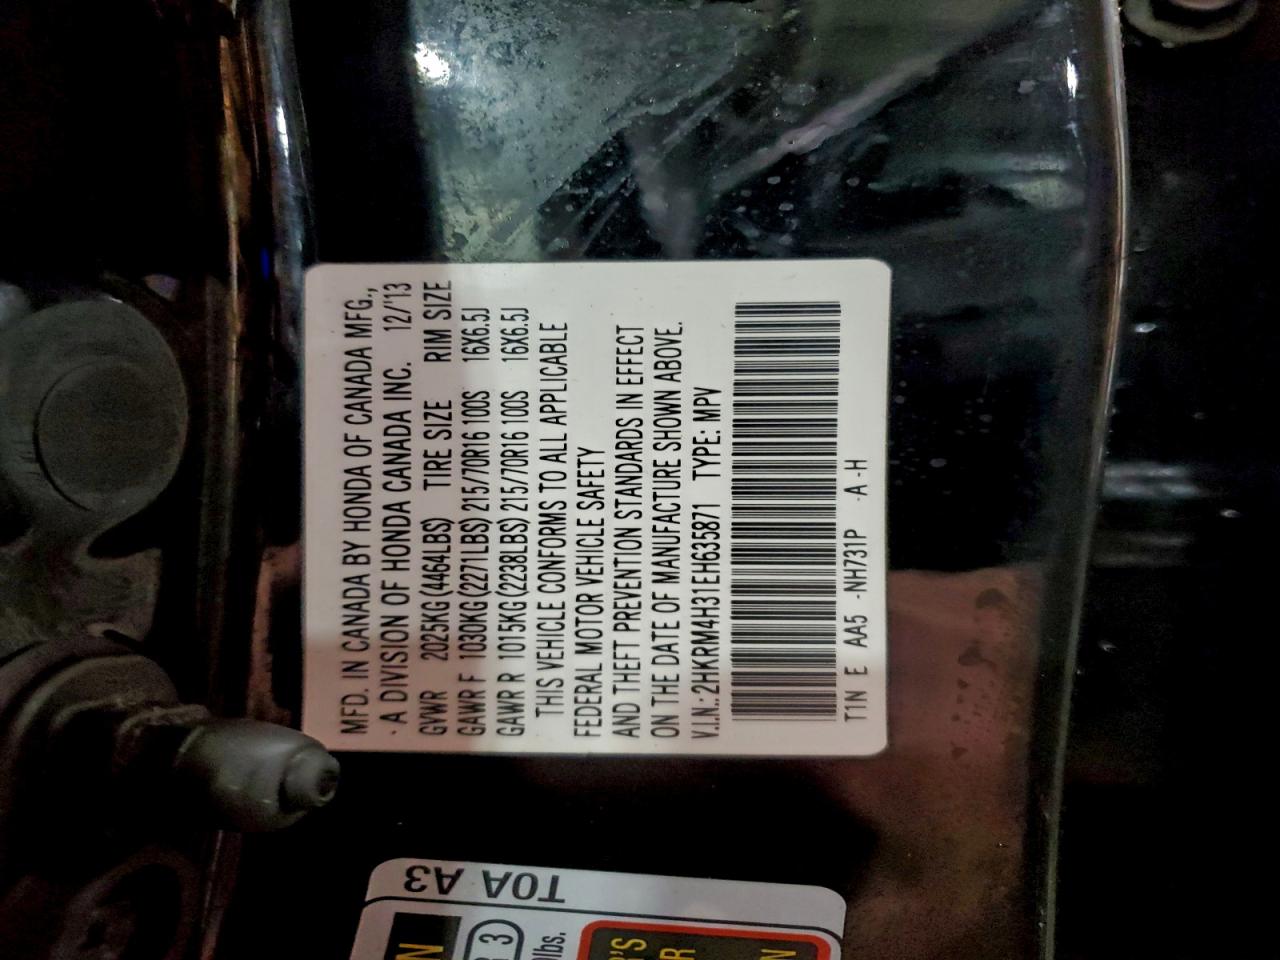 MFD. IN CANADA BY HONDA OF CANADA MFG.,
A DIVISION OF HONDA CANADA INC. 12/'13
GVWR 2025KG(4464LBS) TIRE SIZE RIM SIZE
GAWR F 1030KG(2271LBS) 215/70R16 100S 16X6.5J
GAWR R 1015KG(2238LBS) 215/70R16 100S 16X6.5J
THIS VEHICLE CONFORMS TO ALL APPLICABLE
FEDERAL MOTOR VEHICLE SAFETY
AND THEFT PREVENTION STANDARDS IN EFFECT
ON THE DATE OF MANUFACTURE SHOWN ABOVE.
V.I.N.:2HKRM4H31EH635871 TYPE: MPV
T1N E AA5 -NH731P -A-H
TOA A3
3
lbs.